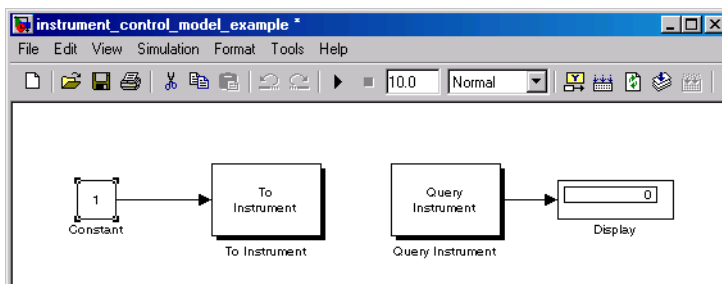 instrument_control_model_example *
File Edit View Simulation Format Tools Help
10.0 Normal
1
Constant
To
Instrument
To Instrument
Query
Instrument
Query Instrument
0
Display